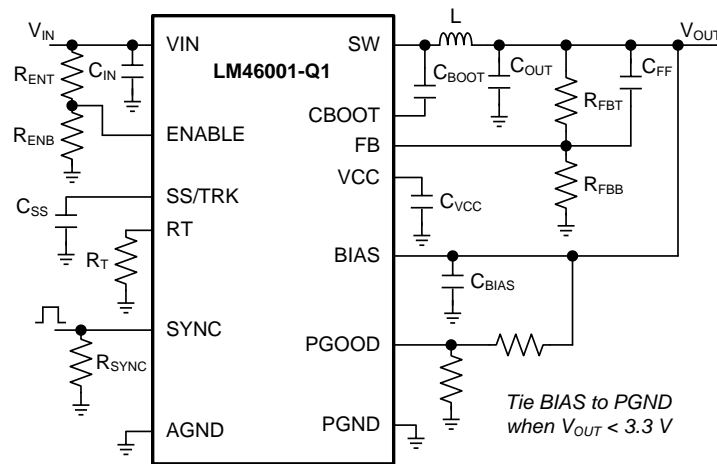 V_IN
VIN
SW
L
V_OUT
LM46001-Q1
R_ENT
C_IN
C_BOOT
C_OUT
R_FBT
C_FF
CBOOT
R_ENB
ENABLE
FB
VCC
R_FBB
C_SS
SS/TRK
C_VCC
RT
R_T
BIAS
C_BIAS
SYNC
R_SYNC
PGOOD
AGND
PGND
Tie BIAS to PGND
when V_OUT < 3.3 V